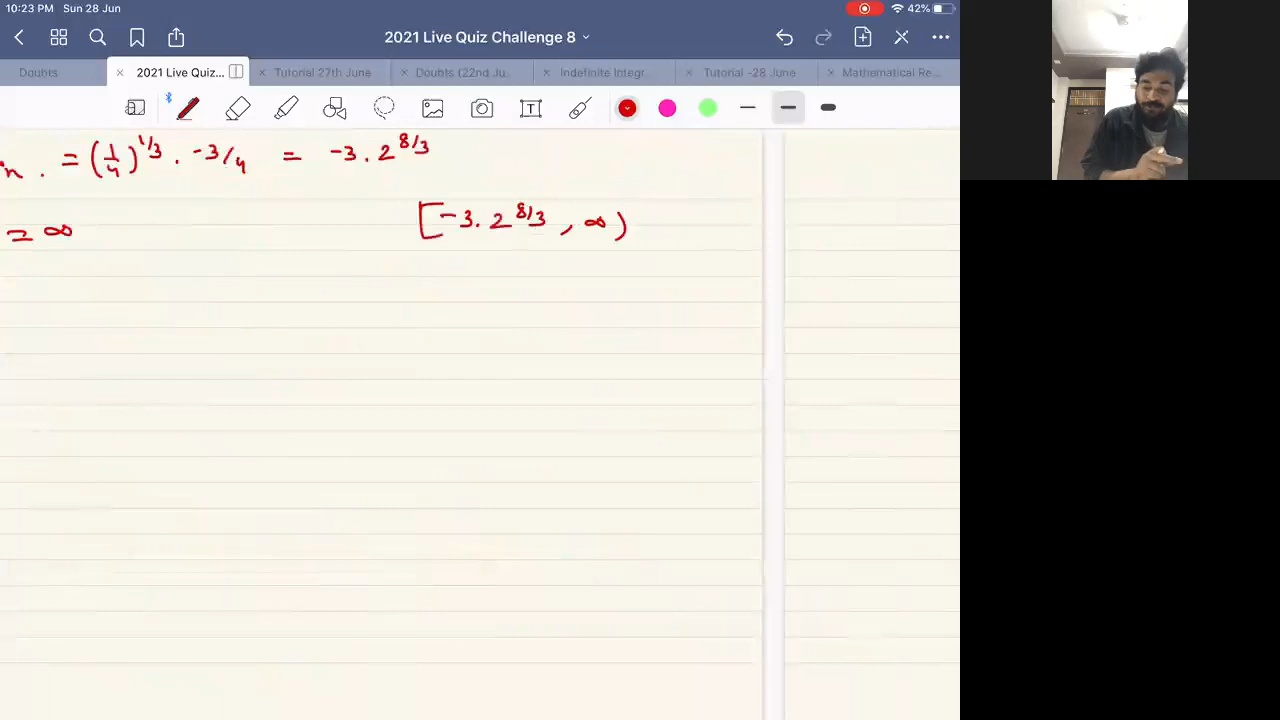 10:23 PM Sun 28 Jun 42%
2021 Live Quiz Challenge 8
Doubts 2021 Live Quiz... Tutorial 27th June Doubts (22nd Ju... Indefinite Integr... Tutorial -28 June Mathematical Re...
n. = (1/4)^1/3 . -3/4 = -3. 2^8/3
= ∞ [-3. 2^8/3, ∞)